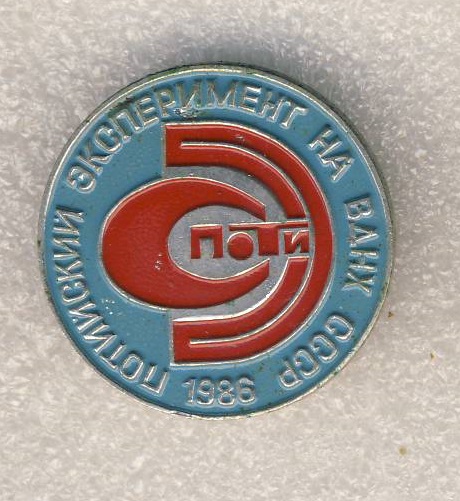 ПОТИЙСКИЙ ЭКСПЕРИМЕНТ НА ВДНХ СССР
1986
ПОТИ